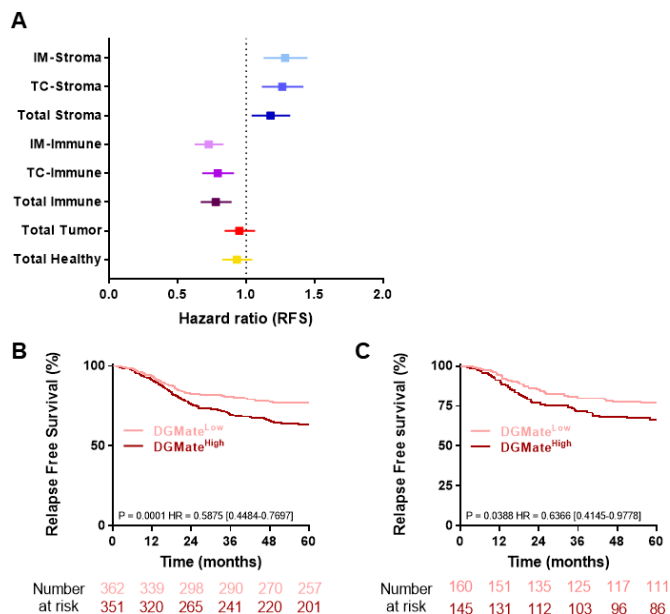 A
IM-Stroma
TC-Stroma
Total Stroma
IM-Immune
TC-Immune
Total Immune
Total Tumor
Total Healthy
0.0 0.5 1.0 1.5 2.0
Hazard ratio (RFS)
B
Relapse Free Survival (%)
100
50
0
DGMateLow
DGMateHigh
P = 0.0001 HR = 0.5875 [0.4484-0.7697]
0 12 24 36 48 60
Time (months)
Number at risk
362 339 298 290 270 257
351 320 265 241 220 201
C
Relapse Free survival (%)
100
75
50
25
0
DGMateLow
DGMateHigh
P = 0.0388 HR = 0.6366 [0.4145-0.9778]
0 12 24 36 48 60
Time (months)
Number at risk
160 151 135 125 117 111
145 131 112 103 96 86